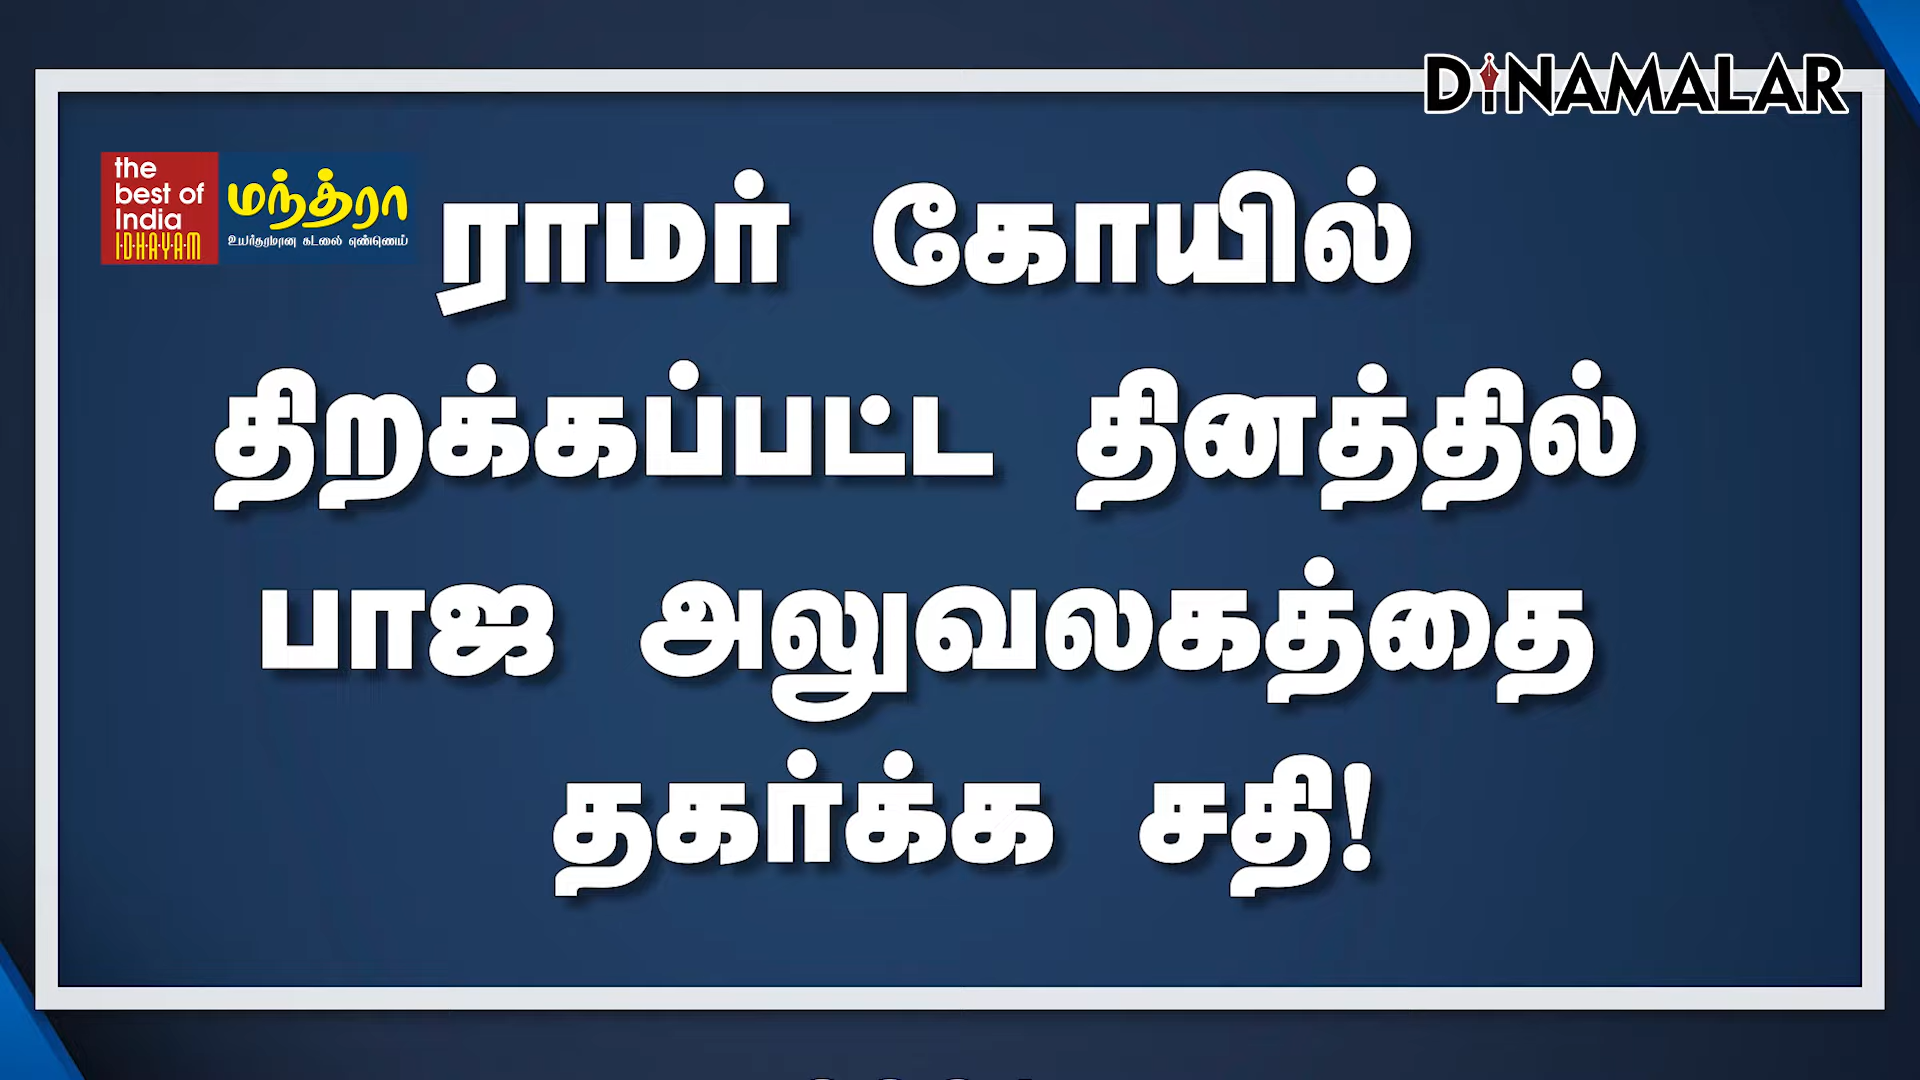 DINAMALAR
the
best of
India
IDHAYAM
மந்த்ரா
உயர்தரமான கடலை எண்ணெய்
ராமர் கோயில்
திறக்கப்பட்ட தினத்தில்
பாஜ அலுவலகத்தை
தகர்க்க சதி!